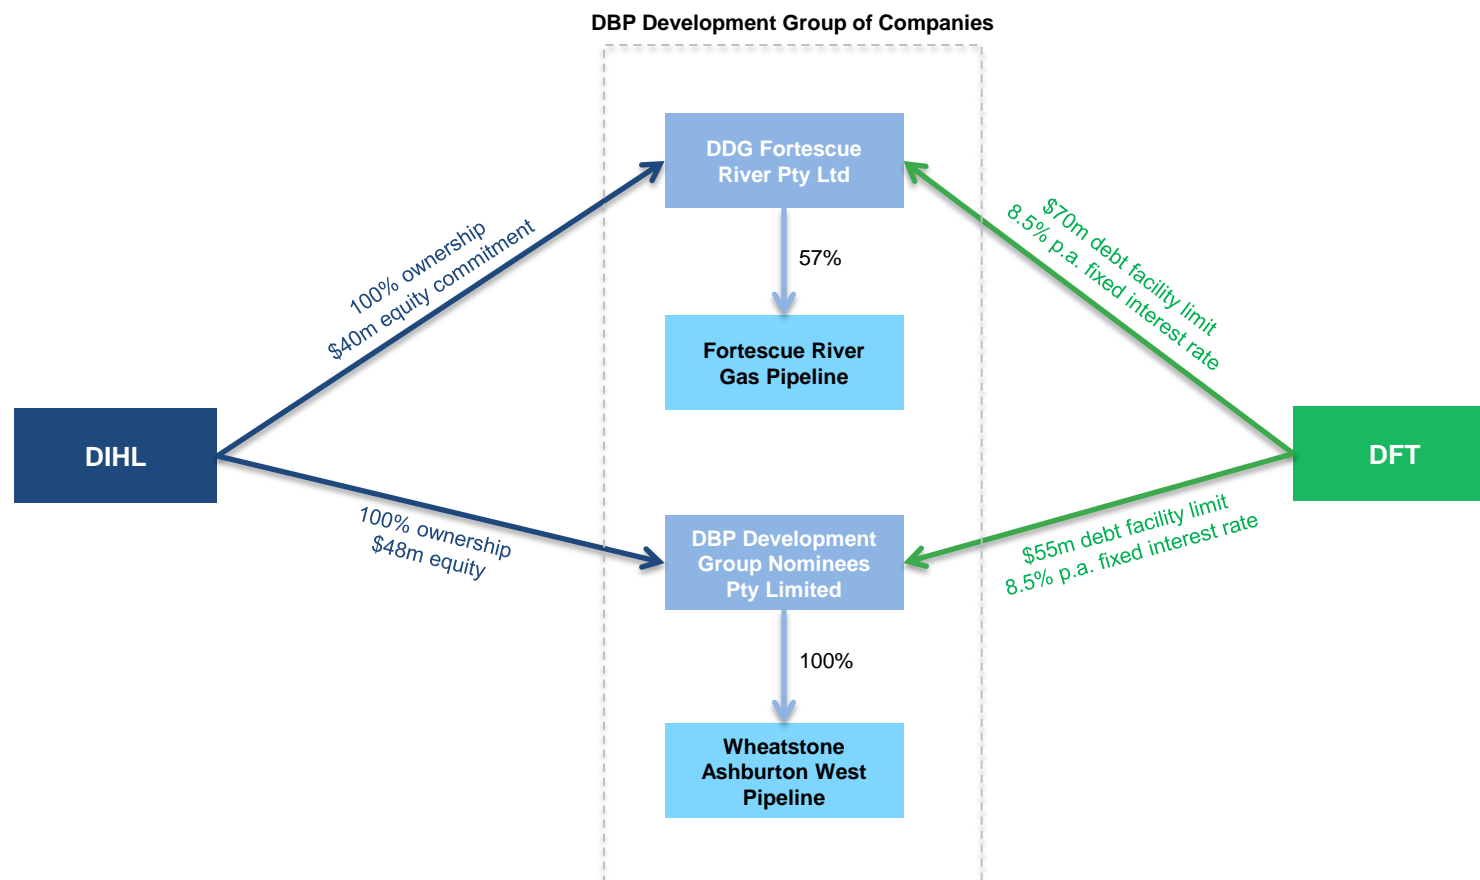 DBP Development Group of Companies
DDG Fortescue
River Pty Ltd
100% ownership
$40m equity commitment
$70m debt facility limit
8.5% p.a. fixed interest rate
57%
Fortescue River
Gas Pipeline
DIHL
DFT
100% ownership
$48m equity
DBP Development
Group Nominees
Pty Limited
$55m debt facility limit
8.5% p.a. fixed interest rate
100%
Wheatstone
Ashburton West
Pipeline